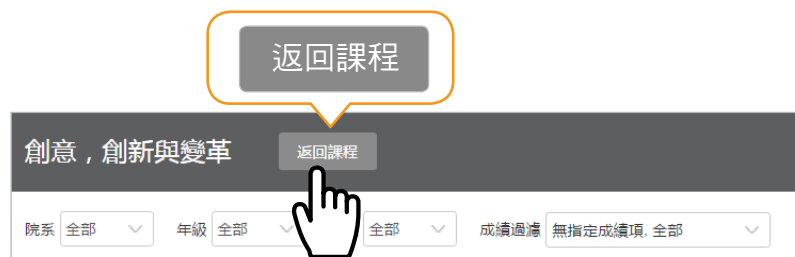 返回課程
創意，創新與變革 返回課程
院系 全部 年級 全部 全部 成績過濾 無指定成績項, 全部